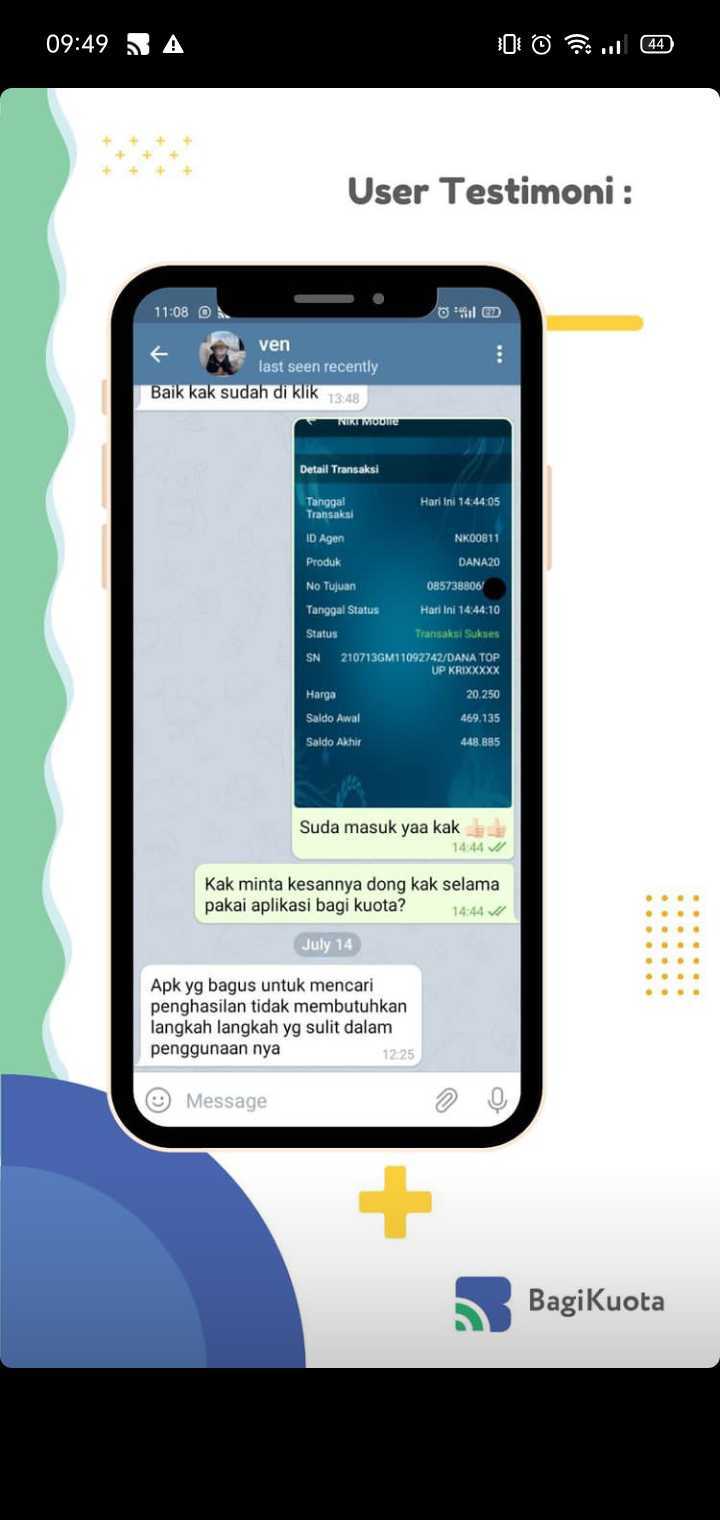 09:49
44
User Testimoni :
11:08
27
ven
last seen recently
Baik kak sudah di klik 13:48
Niki Mobile
Detail Transaksi
Tanggal Transaksi Hari Ini 14:44:05
ID Agen NK00811
Produk DANA20
No Tujuan 085738806
Tanggal Status Hari Ini 14:44:10
Status Transaksi Sukses
SN 210713GM11092742/DANA TOP
UP KRIXXXXX
Harga 20.250
Saldo Awal 469.135
Saldo Akhir 448.885
Suda masuk yaa kak 👍🏻👍🏻
14:44
Kak minta kesannya dong kak selama
pakai aplikasi bagi kuota? 14:44
July 14
Apk yg bagus untuk mencari
penghasilan tidak membutuhkan
langkah langkah yg sulit dalam
penggunaan nya 12:25
Message
BagiKuota